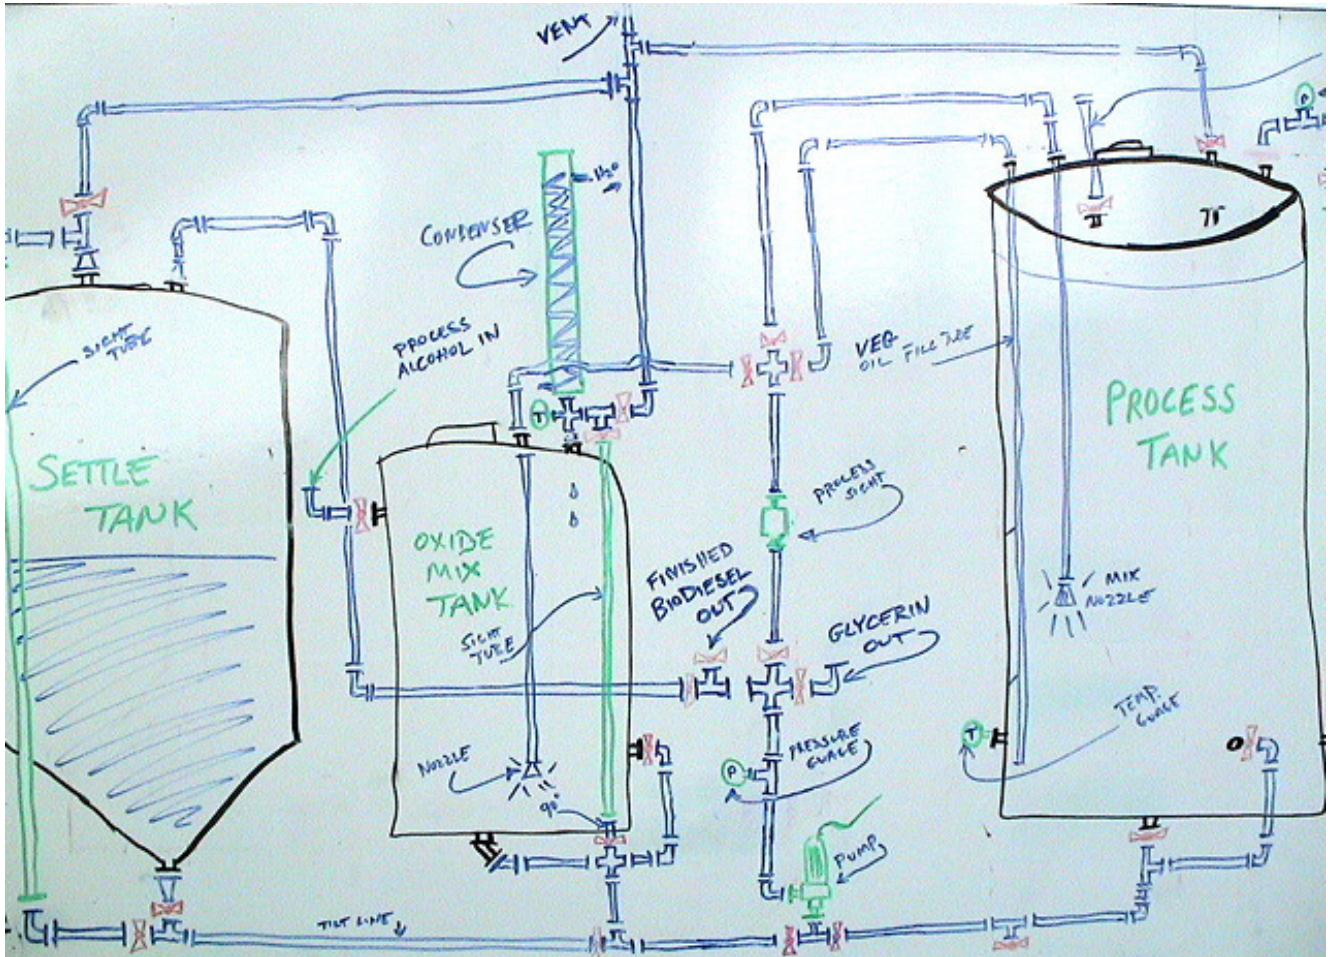 VENT
H₂O
CONDENSER
P
SIGHT
TUBE
PROCESS
ALCOHOL IN
T
VEG
OIL FILL TUBE
PROCESS
TANK
SETTLE
TANK
PROCESS
SIGHT
OXIDE
MIX
TANK
FINISHED
BIODIESEL
OUT
MIX
NOZZLE
GLYCERIN
OUT
SIGHT
TUBE
TEMP.
GUAGE
T
NOZZLE
PRESSURE
GUAGE
P
90°
PUMP
TILT LINE